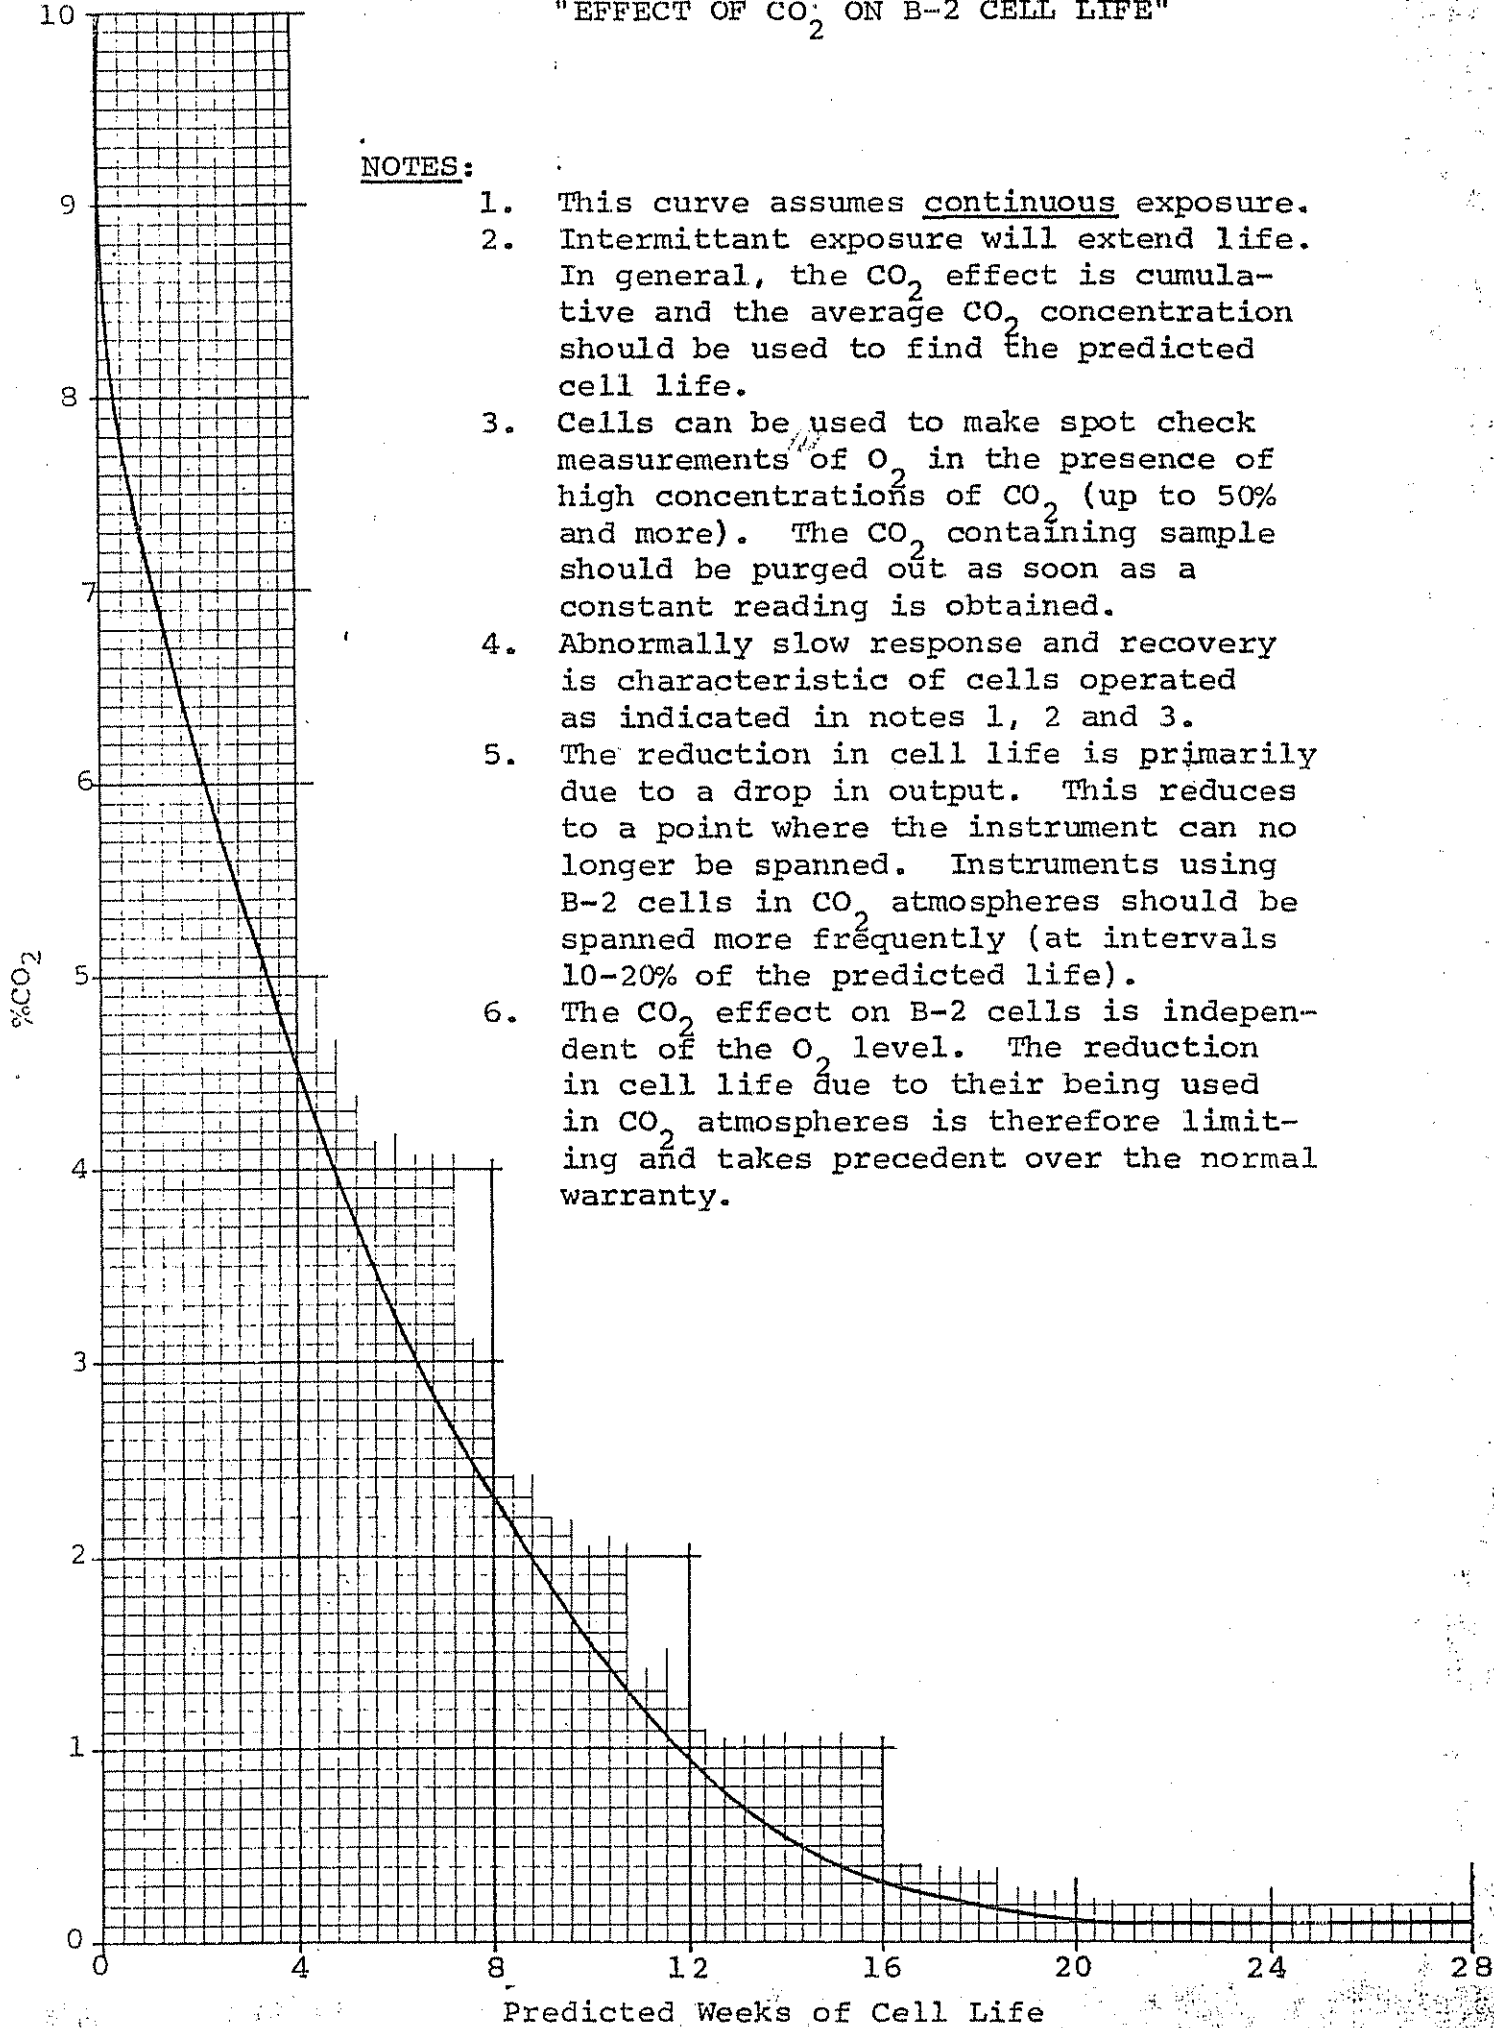 "EFFECT OF CO2 ON B-2 CELL LIFE"
NOTES:
1. This curve assumes continuous exposure.
2. Intermittant exposure will extend life.
In general, the CO2 effect is cumula-
tive and the average CO2 concentration
should be used to find the predicted
cell life.
3. Cells can be used to make spot check
measurements of O2 in the presence of
high concentrations of CO2 (up to 50%
and more). The CO2 containing sample
should be purged out as soon as a
constant reading is obtained.
4. Abnormally slow response and recovery
is characteristic of cells operated
as indicated in notes 1, 2 and 3.
5. The reduction in cell life is primarily
due to a drop in output. This reduces
to a point where the instrument can no
longer be spanned. Instruments using
B-2 cells in CO2 atmospheres should be
spanned more frequently (at intervals
10-20% of the predicted life).
6. The CO2 effect on B-2 cells is indepen-
dent of the O2 level. The reduction
in cell life due to their being used
in CO2 atmospheres is therefore limit-
ing and takes precedent over the normal
warranty.
%CO2
10
9
8
7
6
5
4
3
2
1
0
0 4 8 12 16 20 24 28
Predicted Weeks of Cell Life